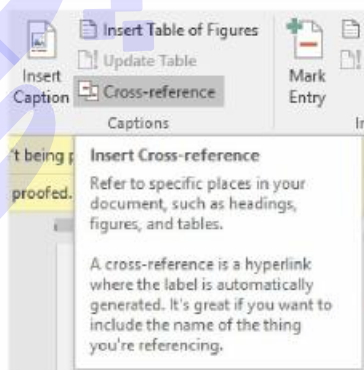 Insert Table of Figures
Update Table
Insert
Caption
Cross-reference
Mark
Entry
Captions
't being
proofed.
Insert Cross-reference
Refer to specific places in your
document, such as headings,
figures, and tables.
A cross-reference is a hyperlink
where the label is automatically
generated. It's great if you want to
include the name of the thing
you're referencing.